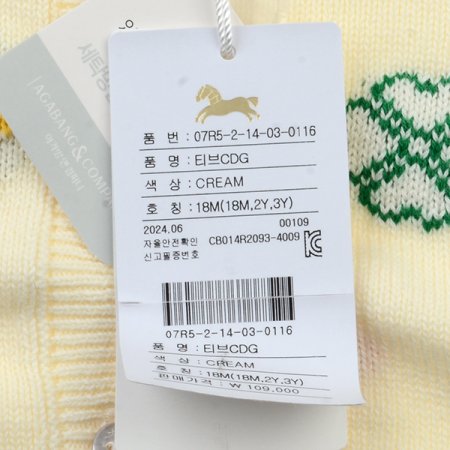 세탁방
AGABANG&COMPANY
품 번 : 07R5-2-14-03-0116
품 명 : 티브CDG
색 상 : CREAM
호 칭 : 18M(18M,2Y,3Y)
2024.06 00109
자율안전확인
신고필증번호 CB014R2093-4009
07R5-2-14-03-0116
품 명 : 티브CDG
색 상 : CREAM
호 칭 : 18M(18M,2Y,3Y)
판매가격 : ₩ 109,000